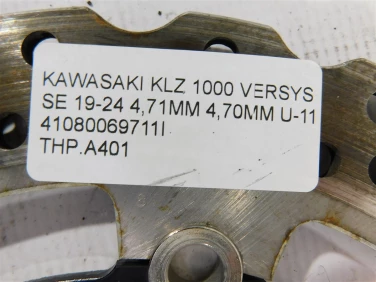 KAWASAKI KLZ 1000 VERSYS
SE 19-24 4,71MM 4,70MM U-11
41080069711I
THP.A401